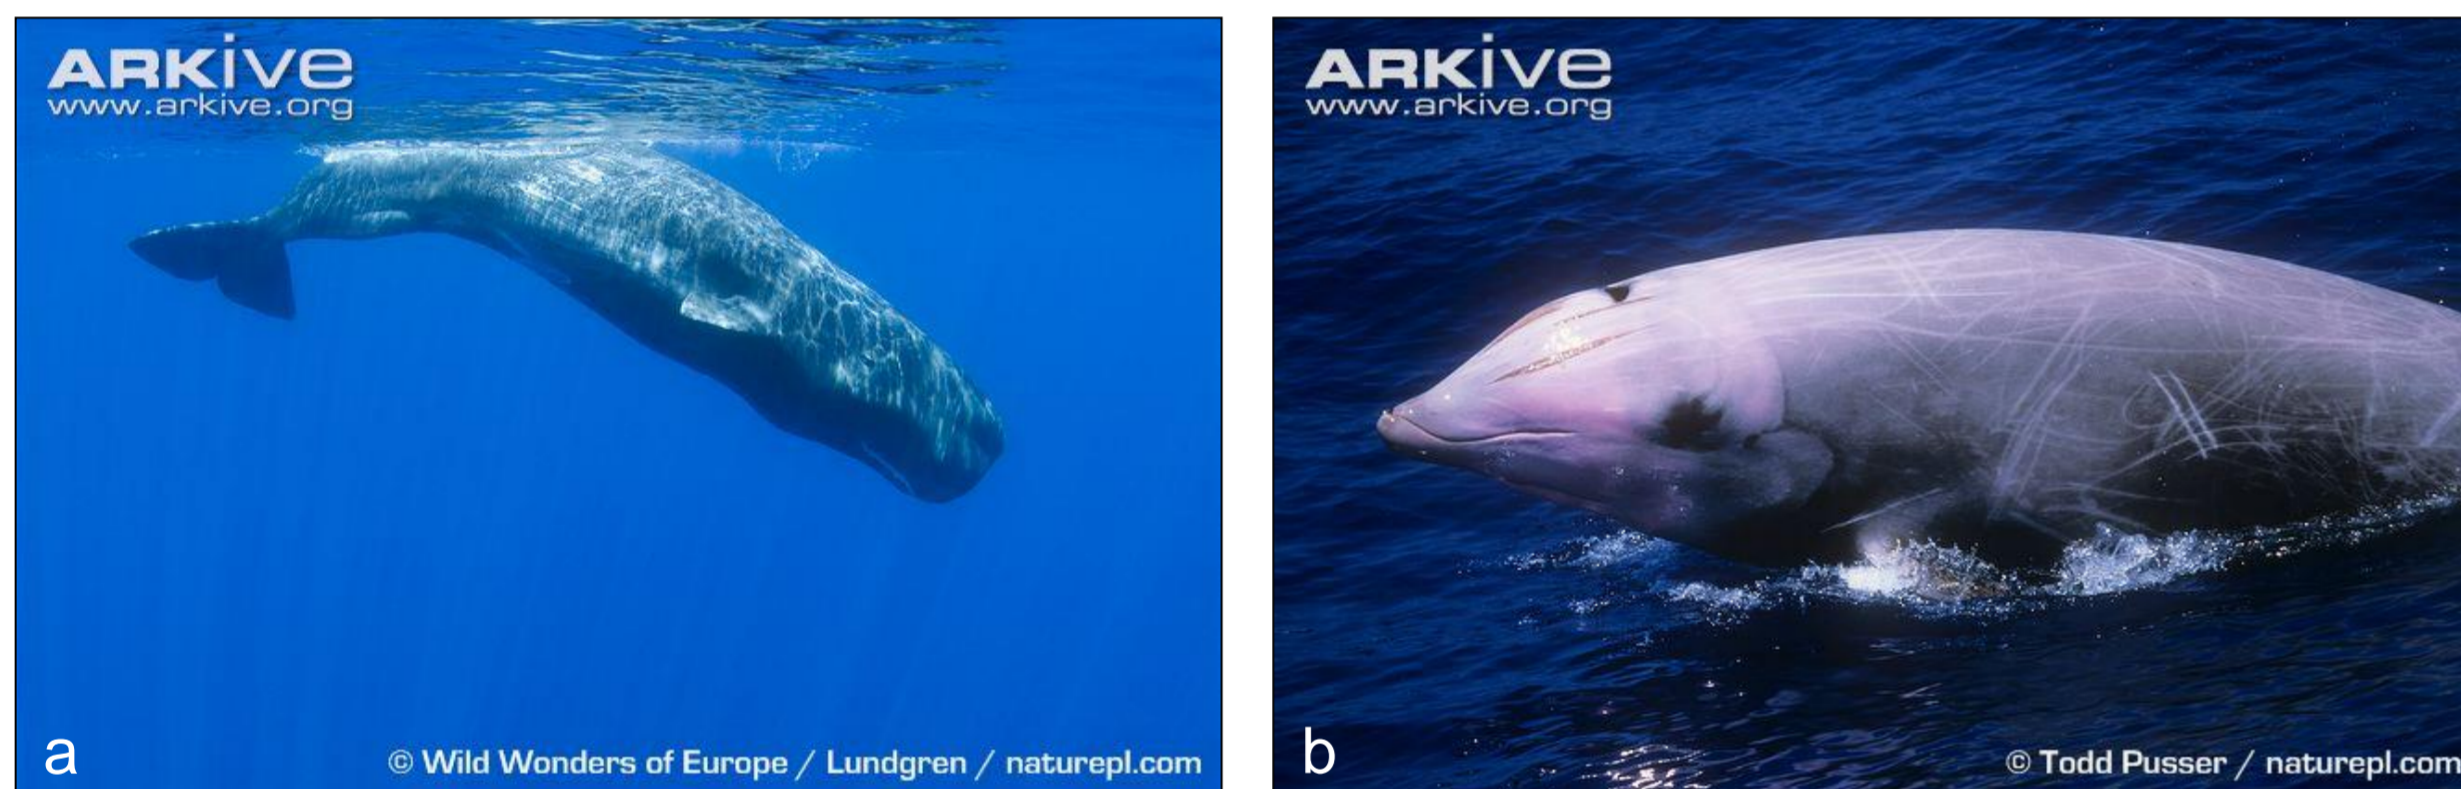 ARKive
www.arkive.org
a
© Wild Wonders of Europe / Lundgren / naturepl.com
ARKive
www.arkive.org
b
© Todd Pusser / naturepl.com